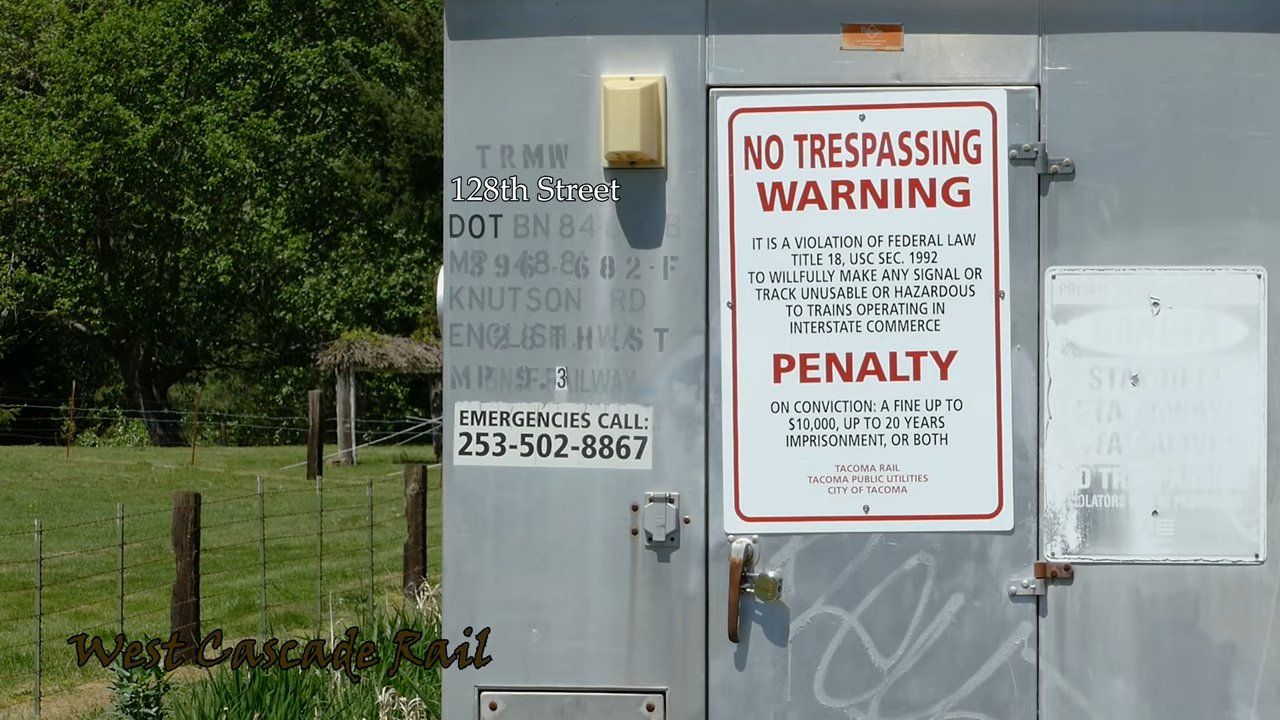 TRMW
128th Street
DOT BN 84
KNUTSON RD
3
EMERGENCIES CALL:
253-502-8867
NO TRESPASSING
WARNING
IT IS A VIOLATION OF FEDERAL LAW
TITLE 18, USC SEC. 1992
TO WILLFULLY MAKE ANY SIGNAL OR
TRACK UNUSABLE OR HAZARDOUS
TO TRAINS OPERATING IN
INTERSTATE COMMERCE
PENALTY
ON CONVICTION: A FINE UP TO
$10,000, UP TO 20 YEARS
IMPRISONMENT, OR BOTH
TACOMA RAIL
TACOMA PUBLIC UTILITIES
CITY OF TACOMA
West Cascade Rail